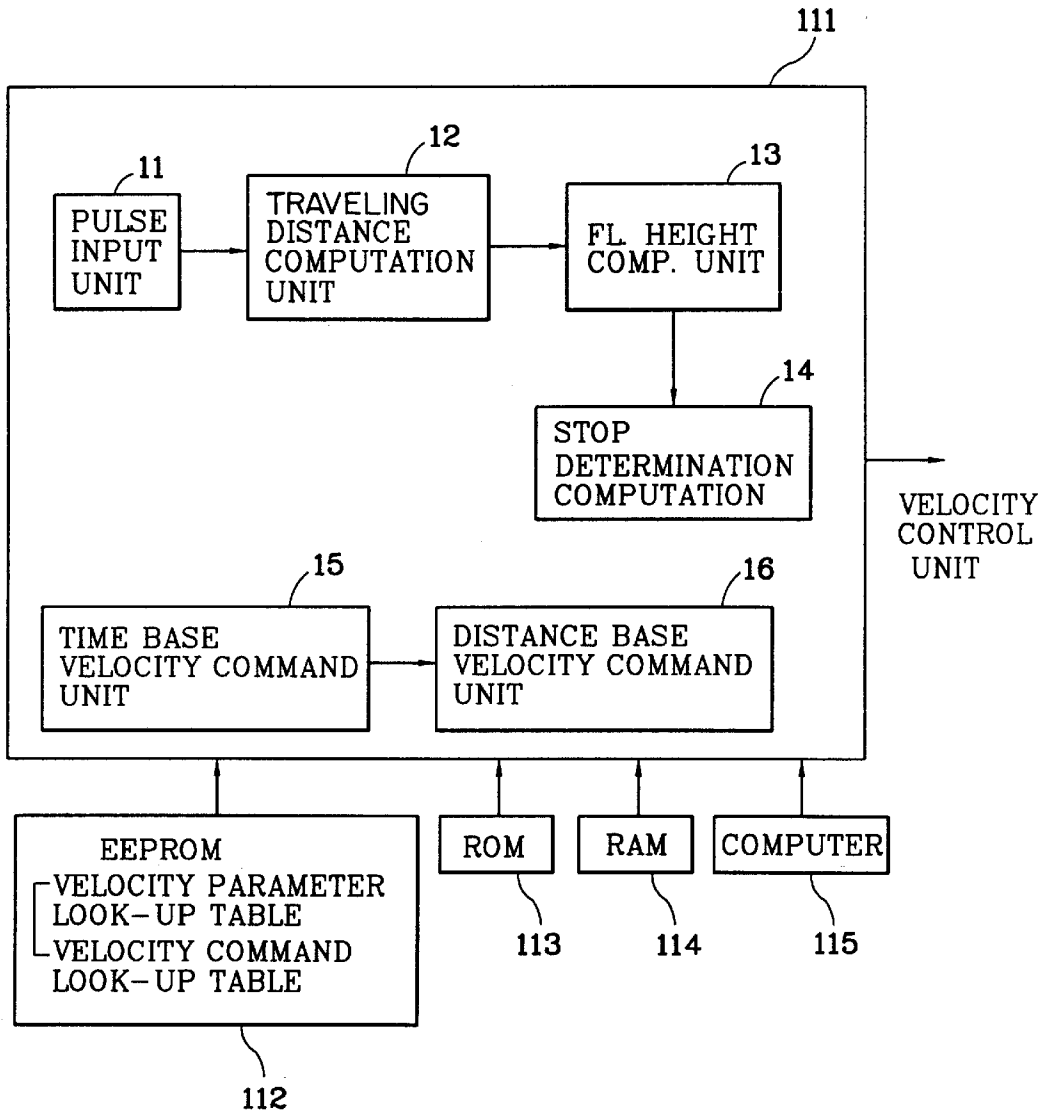 111
11
PULSE
INPUT
UNIT
12
TRAVELING
DISTANCE
COMPUTATION
UNIT
13
FL. HEIGHT
COMP. UNIT
14
STOP
DETERMINATION
COMPUTATION
VELOCITY
CONTROL
UNIT
15
TIME BASE
VELOCITY COMMAND
UNIT
16
DISTANCE BASE
VELOCITY COMMAND
UNIT
EEPROM
VELOCITY PARAMETER
LOOK-UP TABLE
VELOCITY COMMAND
LOOK-UP TABLE
112
ROM
113
RAM
114
COMPUTER
115